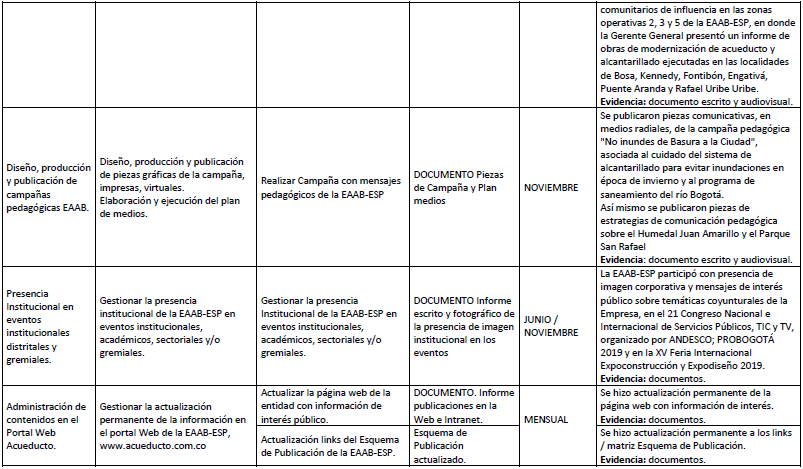 comunitarios de influencia en las zonas
operativas 2, 3 y 5 de la EAAB-ESP, en donde
la Gerente General presentó un informe de
obras de modernización de acueducto y
alcantarillado ejecutadas en las localidades
de Bosa, Kennedy, Fontibón, Engativá,
Puente Aranda y Rafael Uribe Uribe.
Evidencia: documento escrito y audiovisual.
Diseño, producción
y publicación de
campañas
pedagógicas EAAB.
Diseño, producción y publicación
de piezas gráficas de la campaña,
impresas, virtuales.
Elaboración y ejecución del plan
de medios.
Realizar Campaña con mensajes
pedagógicos de la EAAB-ESP
DOCUMENTO Piezas
de Campaña y Plan
medios
NOVIEMBRE
Se publicaron piezas comunicativas, en
medios radiales, de la campaña pedagógica
"No inundes de Basura a la Ciudad",
asociada al cuidado del sistema de
alcantarillado para evitar inundaciones en
época de invierno y al programa de
saneamiento del río Bogotá.
Así mismo se publicaron piezas de
estrategias de comunicación pedagógica
sobre el Humedal Juan Amarillo y el Parque
San Rafael
Evidencia: documento escrito y audiovisual.
Presencia
Institucional en
eventos
institucionales
distritales y
gremiales.
Gestionar la presencia
institucional de la EAAB-ESP en
eventos institucionales,
académicos, sectoriales y/o
gremiales.
Gestionar la presencia
Institucional de la EAAB-ESP en
eventos institucionales,
académicos, sectoriales y/o
gremiales.
DOCUMENTO Informe
escrito y fotográfico de
la presencia de imagen
institucional en los
eventos
JUNIO /
NOVIEMBRE
La EAAB-ESP participó con presencia de
imagen corporativa y mensajes de interés
público sobre temáticas coyunturales de la
Empresa, en el 21 Congreso Nacional e
Internacional de Servicios Públicos, TIC y TV,
organizado por ANDESCO; PROBOGOTÁ
2019 y en la XV Feria Internacional
Expoconstrucción y Expodiseño 2019.
Evidencia: documentos.
Administración de
contenidos en el
Portal Web
Acueducto.
Gestionar la actualización
permanente de la información en
el portal Web de la EAAB-ESP,
www.acueducto.com.co
Actualizar la página web de la
entidad con información de
interés público.
DOCUMENTO. Informe
publicaciones en la
Web e Intranet.
MENSUAL
Se hizo actualización permanente de la
página web con información de interés.
Evidencia: documentos.
Actualización links del Esquema
de Publicación de la EAAB-ESP.
Esquema de
Publicación
actualizado.
Se hizo actualización permanente a los links
/ matriz Esquema de Publicación.
Evidencia: documentos.